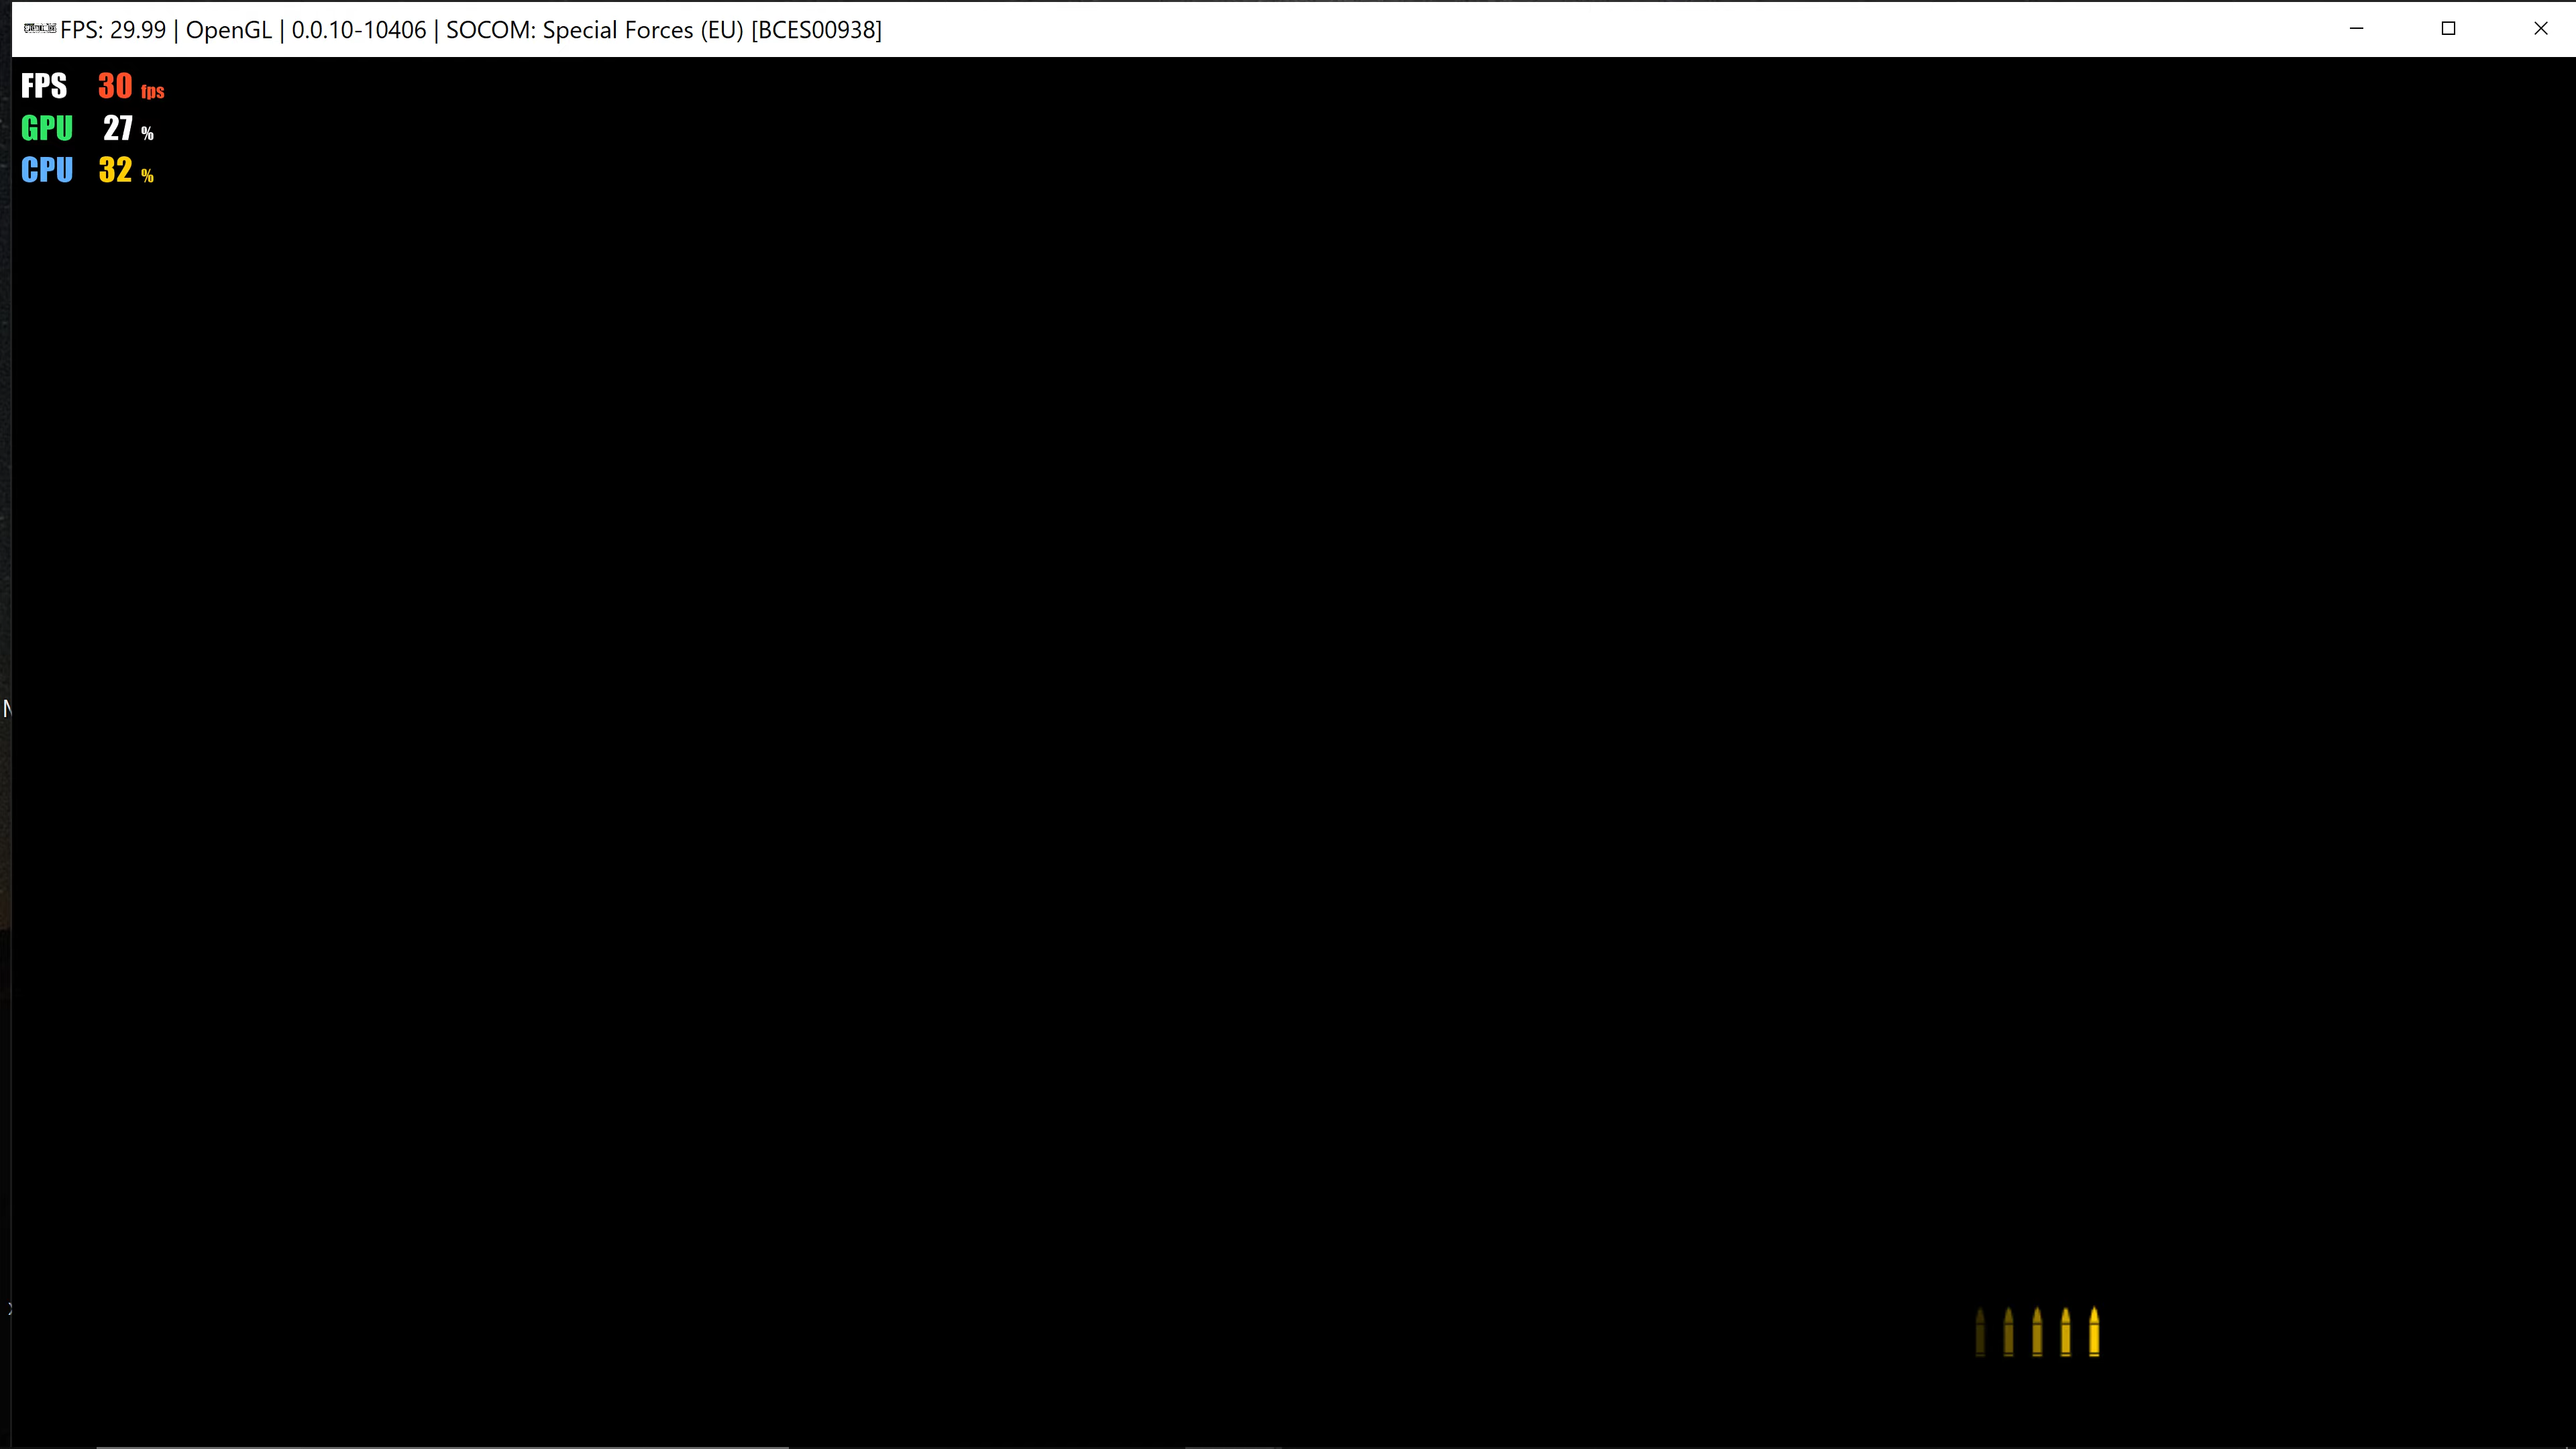 FPS: 29.99 | OpenGL | 0.0.10-10406 | SOCOM: Special Forces (EU) [BCES00938]
FPS 30 fps
GPU 27 %
CPU 32 %